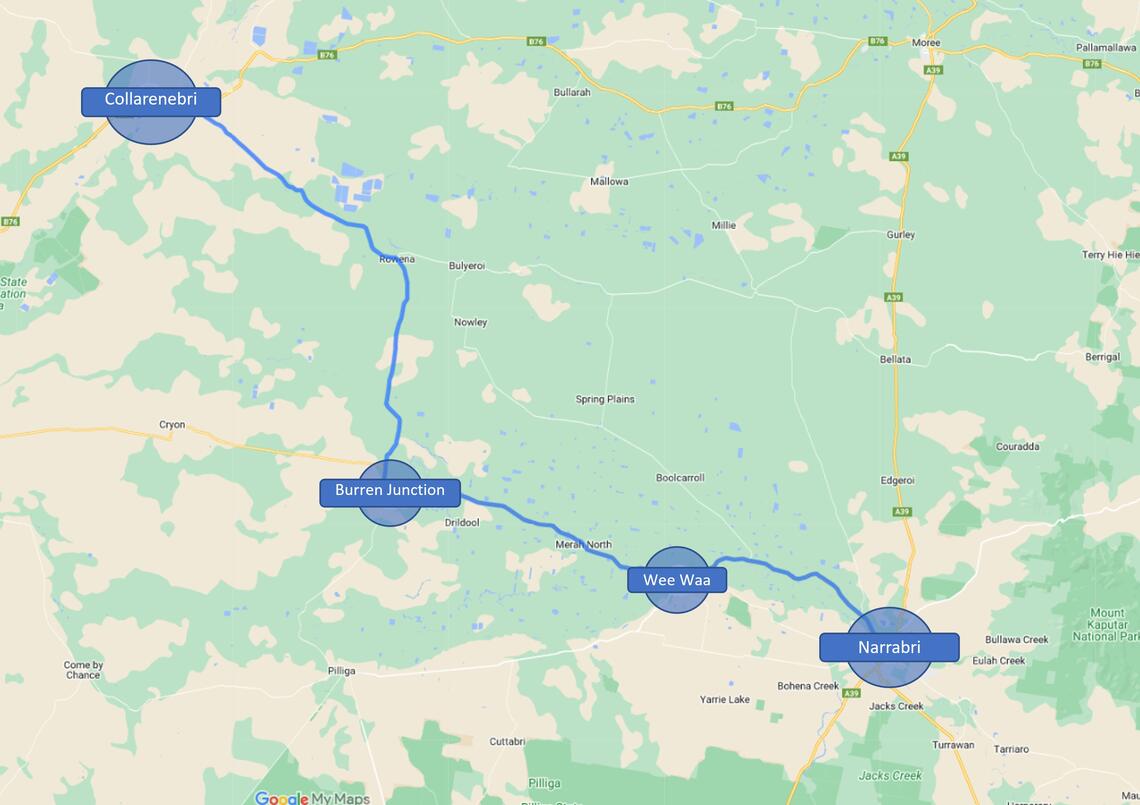 B76
B76
B76
Moree
Pallamallawa
B76
A39
Bullarah
B76
Collarenebri
A39
Mallowa
B76
Millie
Gurley
Terry Hie Hie
Rowena
Bulyeroi
State
A39
Nowley
Bellata
Berrigal
Spring Plains
Cryon
Couradda
Boolcarroll
Edgeroi
Burren Junction
A39
Drildool
Merah North
Wee Waa
Mount
Kaputar
National Park
Bullawa Creek
Narrabri
Eulah Creek
Come by
Chance
Pilliga
Bohena Creek
A39
Yarrie Lake
Jacks Creek
Cuttabri
Turrawan
Tarriaro
Jacks Creek
Pilliga
Google My Maps